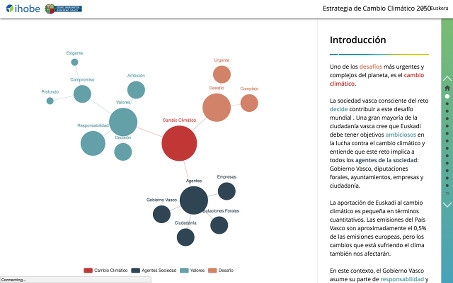 ihobe
Estrategia de Cambio Climático 2050
Euskara
Exigente
Compromiso
Profundo
Ambición
Valores
Responsabilidad
Decisión
Urgente
Desafío
Complejo
Cambio Climático
Agentes
Empresas
Gobierno Vasco
Diputaciones Forales
Ciudadanía
Cambio Climático
Agentes Sociedad
Valores
Desafío
Connecting...
Introducción
Uno de los desafíos más urgentes y
complejos del planeta, es el cambio
climático.
La sociedad vasca consciente del reto
decide contribuir a este desafío
mundial . Una gran mayoría de la
ciudadanía vasca cree que Euskadi
debe tener objetivos ambiciosos en
la lucha contra el cambio climático y
entiende que este reto implica a
todos los agentes de la sociedad:
Gobierno Vasco, diputaciones
forales, ayuntamientos, empresas y
ciudadanía.
La aportación de Euskadi al cambio
climático es pequeña en términos
cuantitativos. Las emisiones del País
Vasco son aproximadamente el 0,5%
de las emisiones europeas, pero los
cambios que está sufriendo el clima
también nos afectarán.
En este contexto, el Gobierno Vasco
asume su parte de responsabilidad y